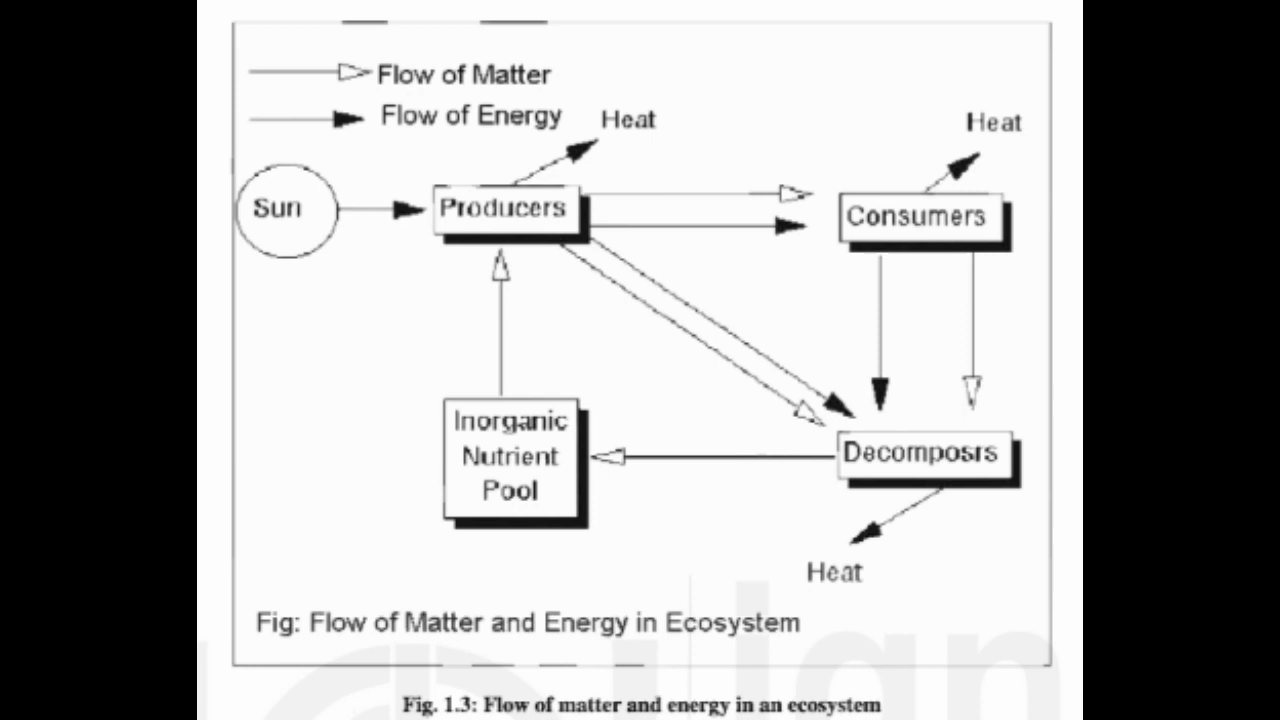 Flow of Matter
Flow of Energy
Heat
Heat
Sun
Producers
Consumers
Inorganic
Nutrient
Pool
Decomposrs
Heat
Fig: Flow of Matter and Energy in Ecosystem
Fig. 1.3: Flow of matter and energy in an ecosystem